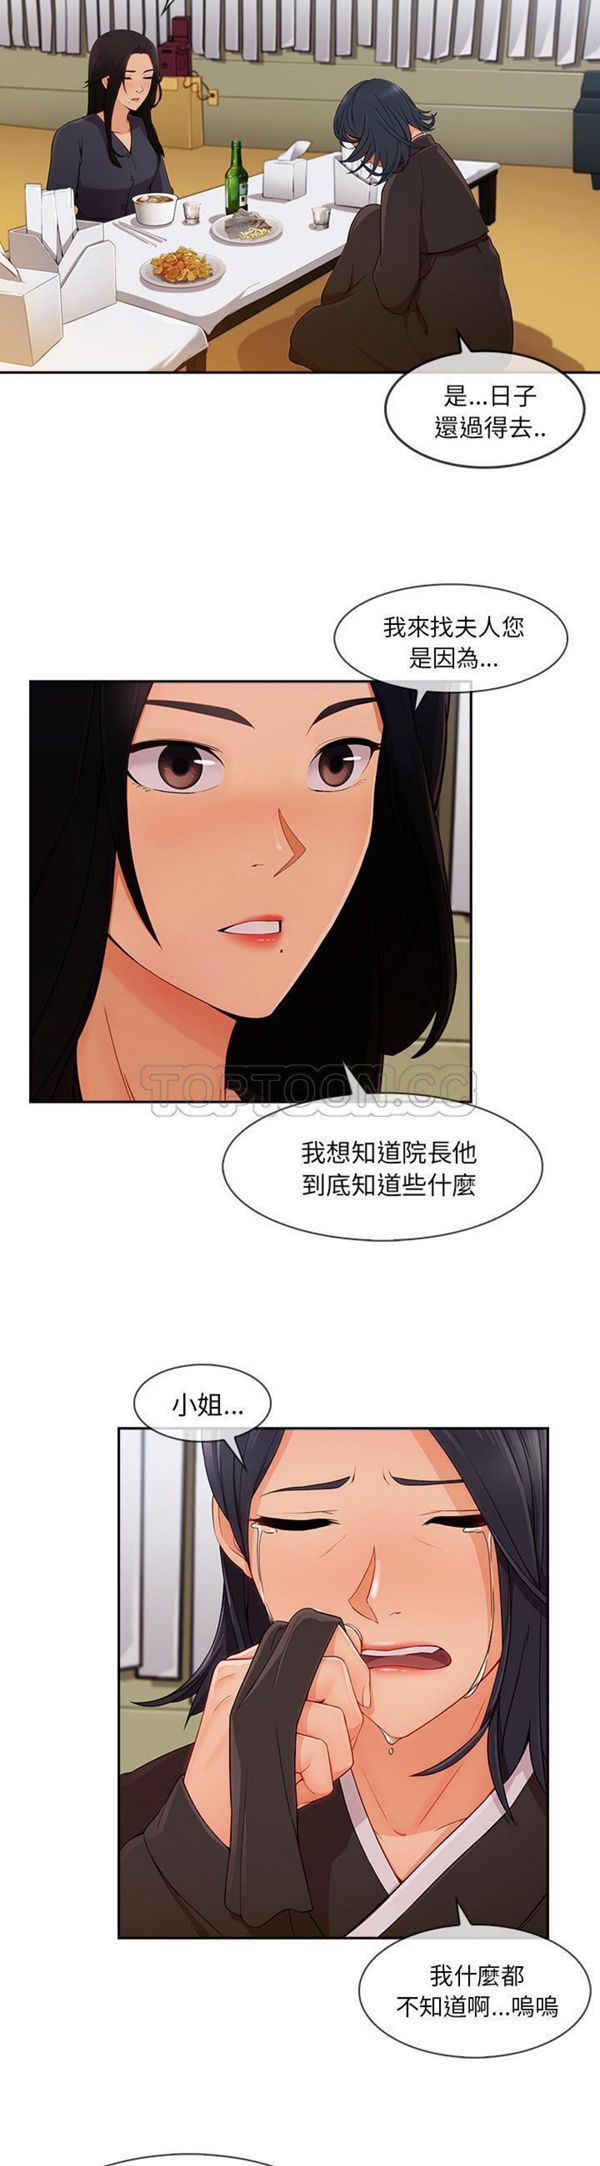 是...日子
還過得去..
我來找夫人您
是因為...
TOPTOON.CC
我想知道院長他
到底知道些什麼
小姐...
我什麼都
不知道啊...嗚嗚